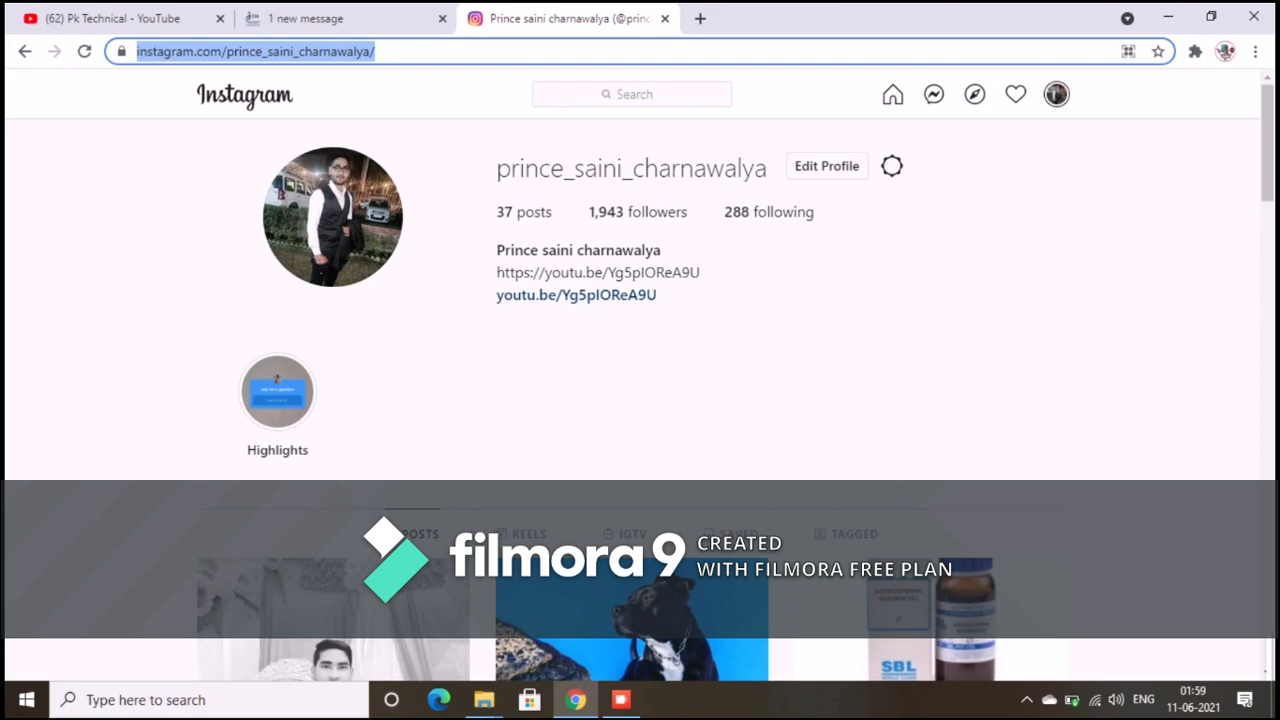 (62) Pk Technical - YouTube
1 new message
Prince saini charnawalya (@princ
instagram.com/prince_saini_charnawalya/
Instagram
Search
prince_saini_charnawalya
Edit Profile
37 posts
1,943 followers
288 following
Prince saini charnawalya
https://youtu.be/Yg5pIOReA9U
youtu.be/Yg5pIOReA9U
Highlights
POSTS
REELS
IGTV
SAVED
TAGGED
filmora 9
CREATED
WITH FILMORA FREE PLAN
SBL
Type here to search
ENG
01:59
11-06-2021